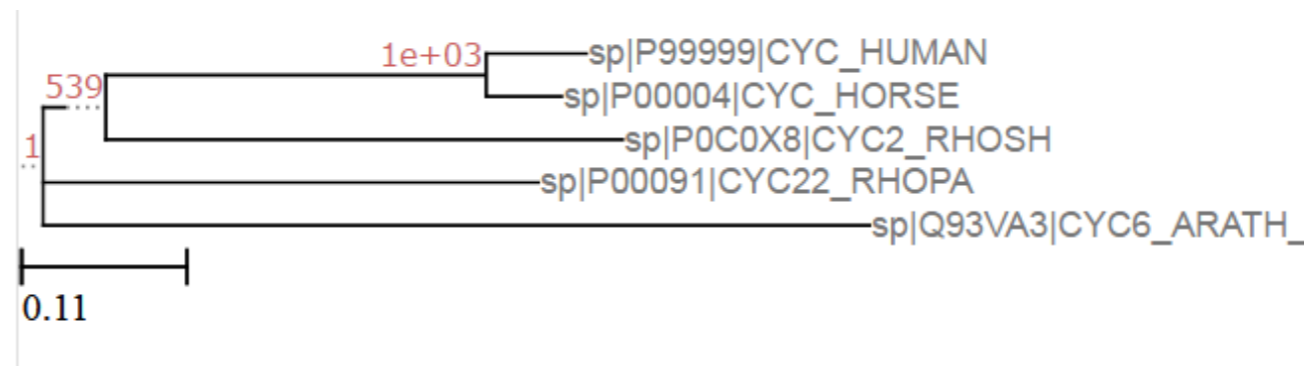 1e+03
sp|P99999|CYC_HUMAN
sp|P00004|CYC_HORSE
539
sp|P0C0X8|CYC2_RHOSH
1
sp|P00091|CYC22_RHOPA
sp|Q93VA3|CYC6_ARATH_
0.11